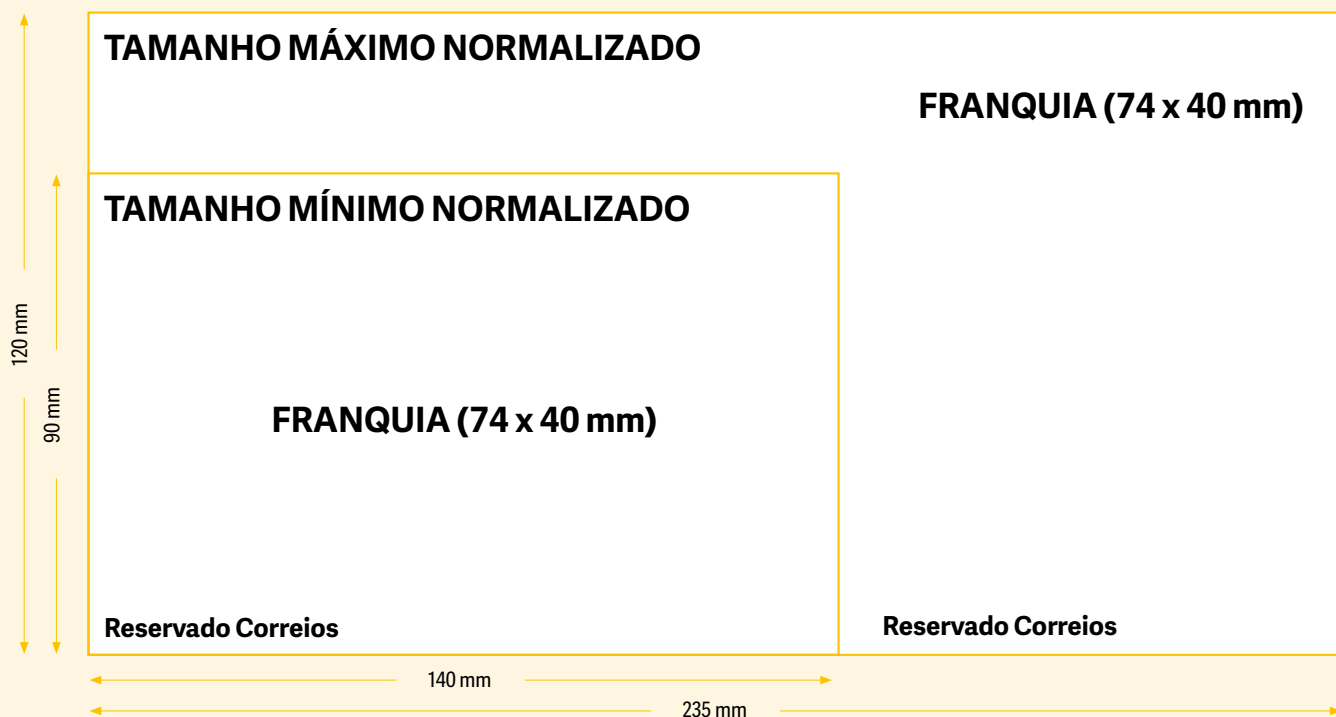 TAMANHO MÁXIMO NORMALIZADO
FRANQUIA (74 x 40 mm)
TAMANHO MÍNIMO NORMALIZADO
120 mm
90 mm
FRANQUIA (74 x 40 mm)
Reservado Correios
Reservado Correios
140 mm
235 mm